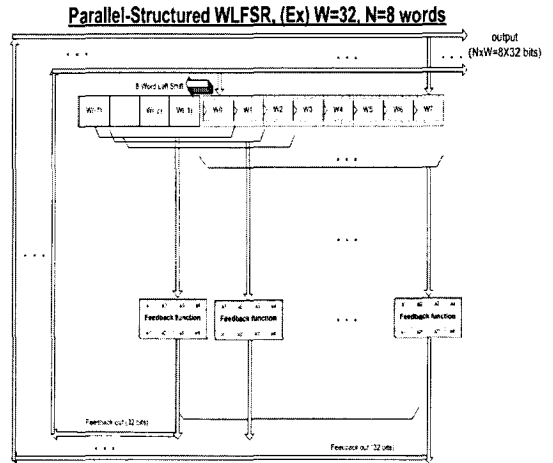 Parallel-Structured WLFSR, (Ex) W=32, N=8 words
output
(NxW=8X32 bits)
8 Word Left Shift
W0 W1 W2 W3 W4 W5 W6 W7
Feedback function
Feedback function
Feedback function
Feedback out (32 bits)
Feedback out (32 bits)